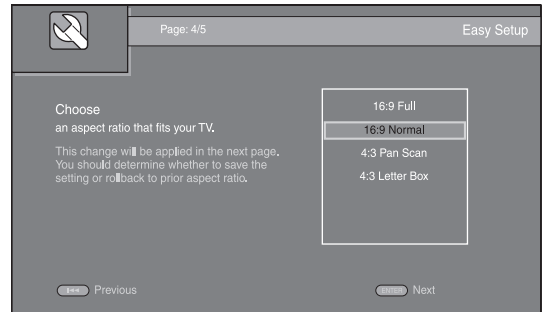 Page: 4/5
Easy Setup
Choose
an aspect ratio that fits your TV.
This change will be applied in the next page.
You should determine whether to save the
setting or rollback to prior aspect ratio.
16:9 Full
16:9 Normal
4:3 Pan Scan
4:3 Letter Box
Previous
ENTER Next